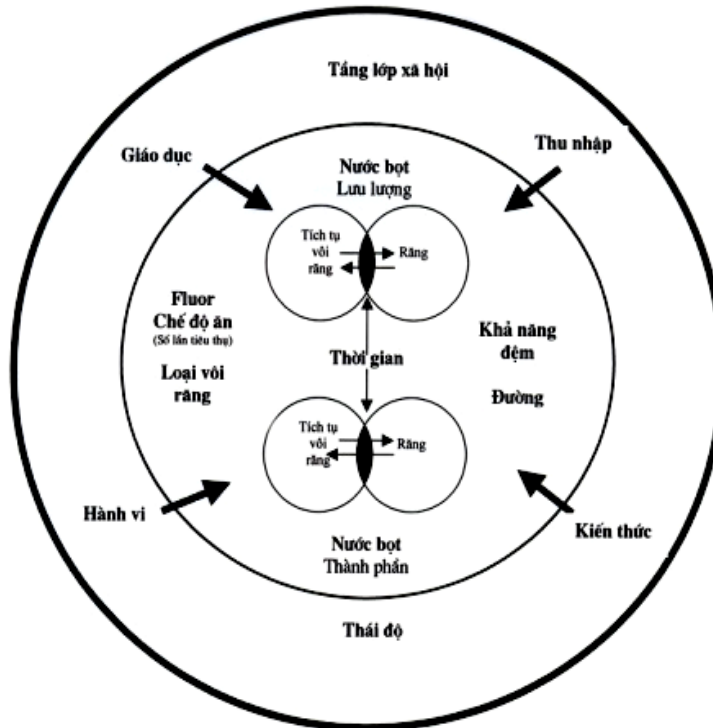 Tầng lớp xã hội
Giáo dục
Thu nhập
Nước bọt
Lưu lượng
Tích tụ
vôi
răng
Răng
Fluor
Chế độ ăn
(Số lần tiêu thụ)
Loại vôi
răng
Thời gian
Khả năng
đệm
Đường
Tích tụ
vôi
răng
Răng
Hành vi
Kiến thức
Nước bọt
Thành phần
Thái độ